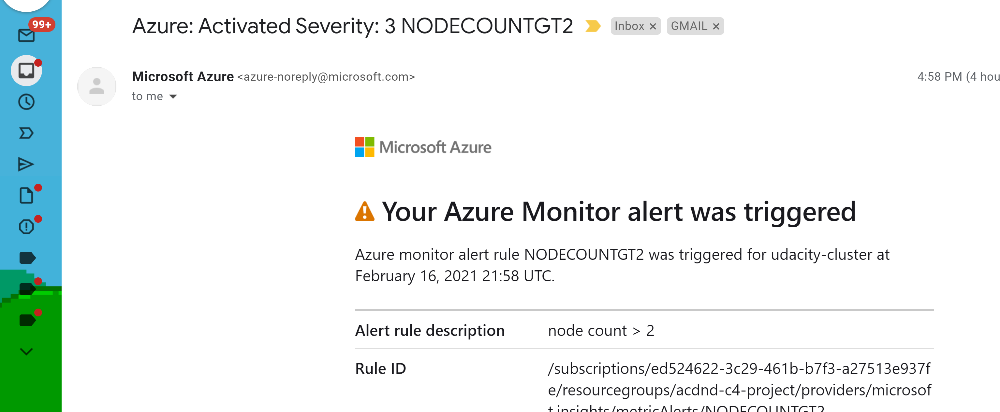 99+
Azure: Activated Severity: 3 NODECOUNTGT2 Inbox × GMAIL ×
Microsoft Azure <azure-noreply@microsoft.com> 4:58 PM (4 hou
to me
Microsoft Azure
Your Azure Monitor alert was triggered
Azure monitor alert rule NODECOUNTGT2 was triggered for udacity-cluster at
February 16, 2021 21:58 UTC.
Alert rule description node count > 2
Rule ID /subscriptions/ed524622-3c29-461b-b7f3-a27513e937f
e/resourcegroups/acdnd-c4-project/providers/microsof
t.insights/metricAlerts/NODECOUNTGT2